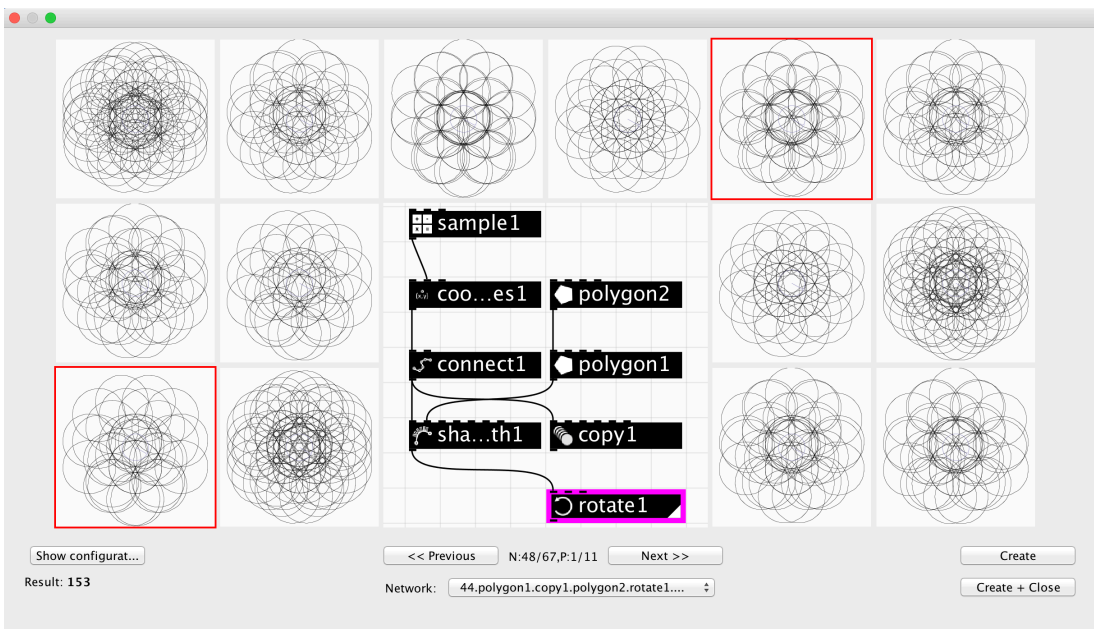 sample1
coo...es1
polygon2
connect1
polygon1
sha...th1
copy1
rotate1
Show configurat...
<< Previous
N:48/67,P:1/11
Next >>
Create
Result: 153
Network:
44.polygon1.copy1.polygon2.rotate1....
Create + Close